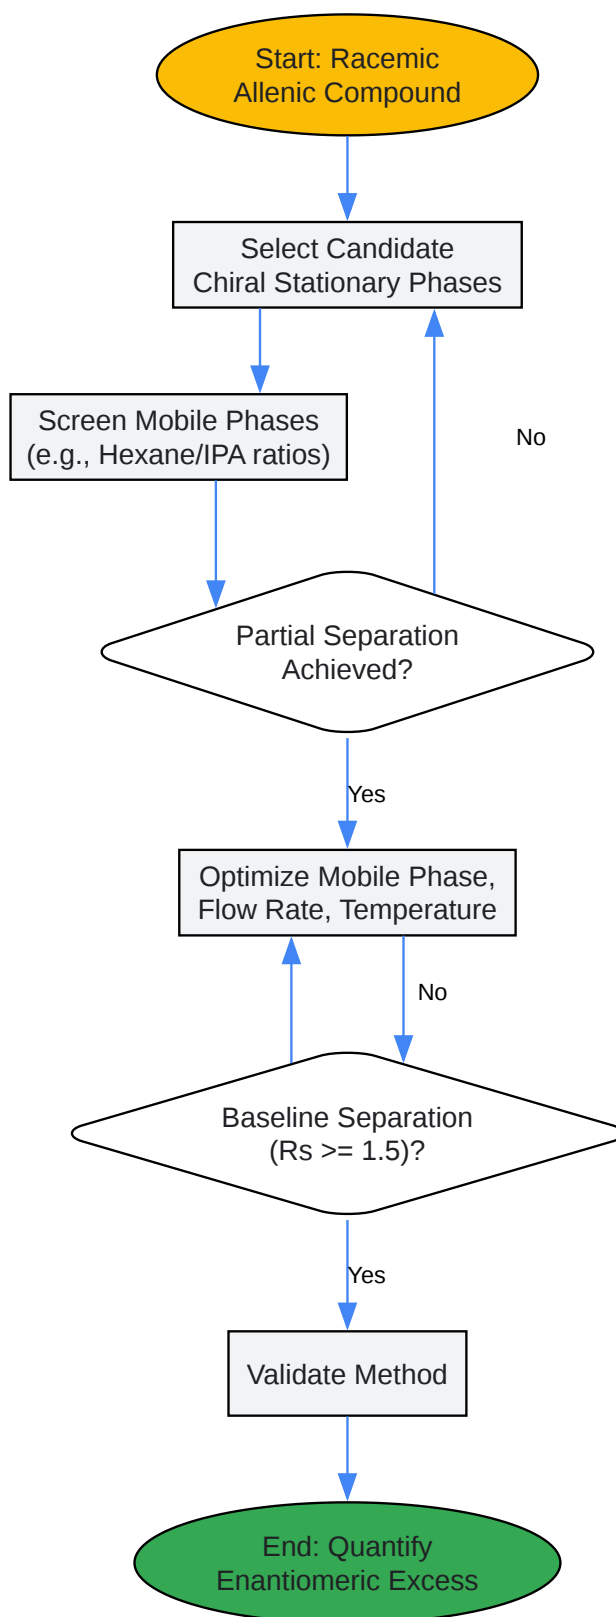 Start: Racemic
Allenic Compound
Select Candidate
Chiral Stationary Phases
Screen Mobile Phases
(e.g., Hexane/IPA ratios)
No
Partial Separation
Achieved?
Yes
Optimize Mobile Phase,
Flow Rate, Temperature
No
Baseline Separation
(Rs >= 1.5)?
Yes
Validate Method
End: Quantify
Enantiomeric Excess